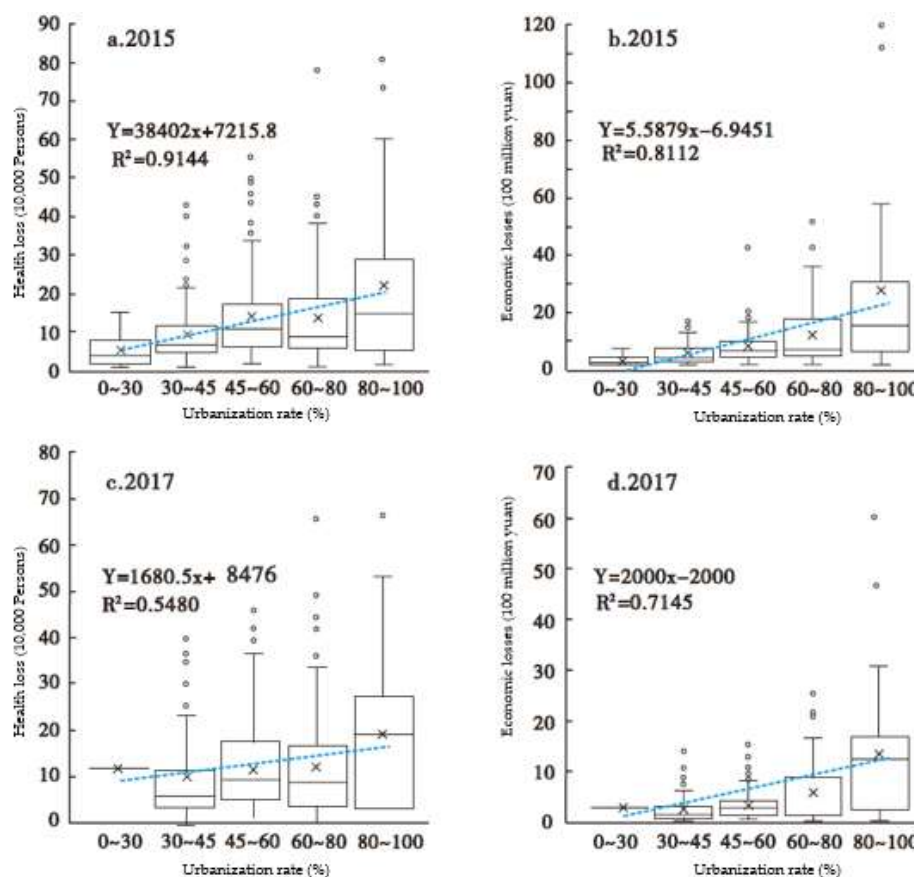 a.2015
Y=38402x+7215.8
R²=0.9144
Health loss (10,000 Persons)
90
80
70
60
50
40
30
20
10
0
0~30 30~45 45~60 60~80 80~100
Urbanization rate (%)
b.2015
Y=5.5879x−6.9451
R²=0.8112
Economic losses (100 million yuan)
120
100
80
60
40
20
0
0~30 30~45 45~60 60~80 80~100
Urbanization rate (%)
c.2017
Y=1680.5x+ 8476
R²=0.5480
Health loss (10,000 Persons)
80
70
60
50
40
30
20
10
0
0~30 30~45 45~60 60~80 80~100
Urbanization rate (%)
d.2017
Y=2000x−2000
R²=0.7145
Economic losses (100 million yuan)
70
60
50
40
30
20
10
0
0~30 30~45 45~60 60~80 80~100
Urbanization rate (%)